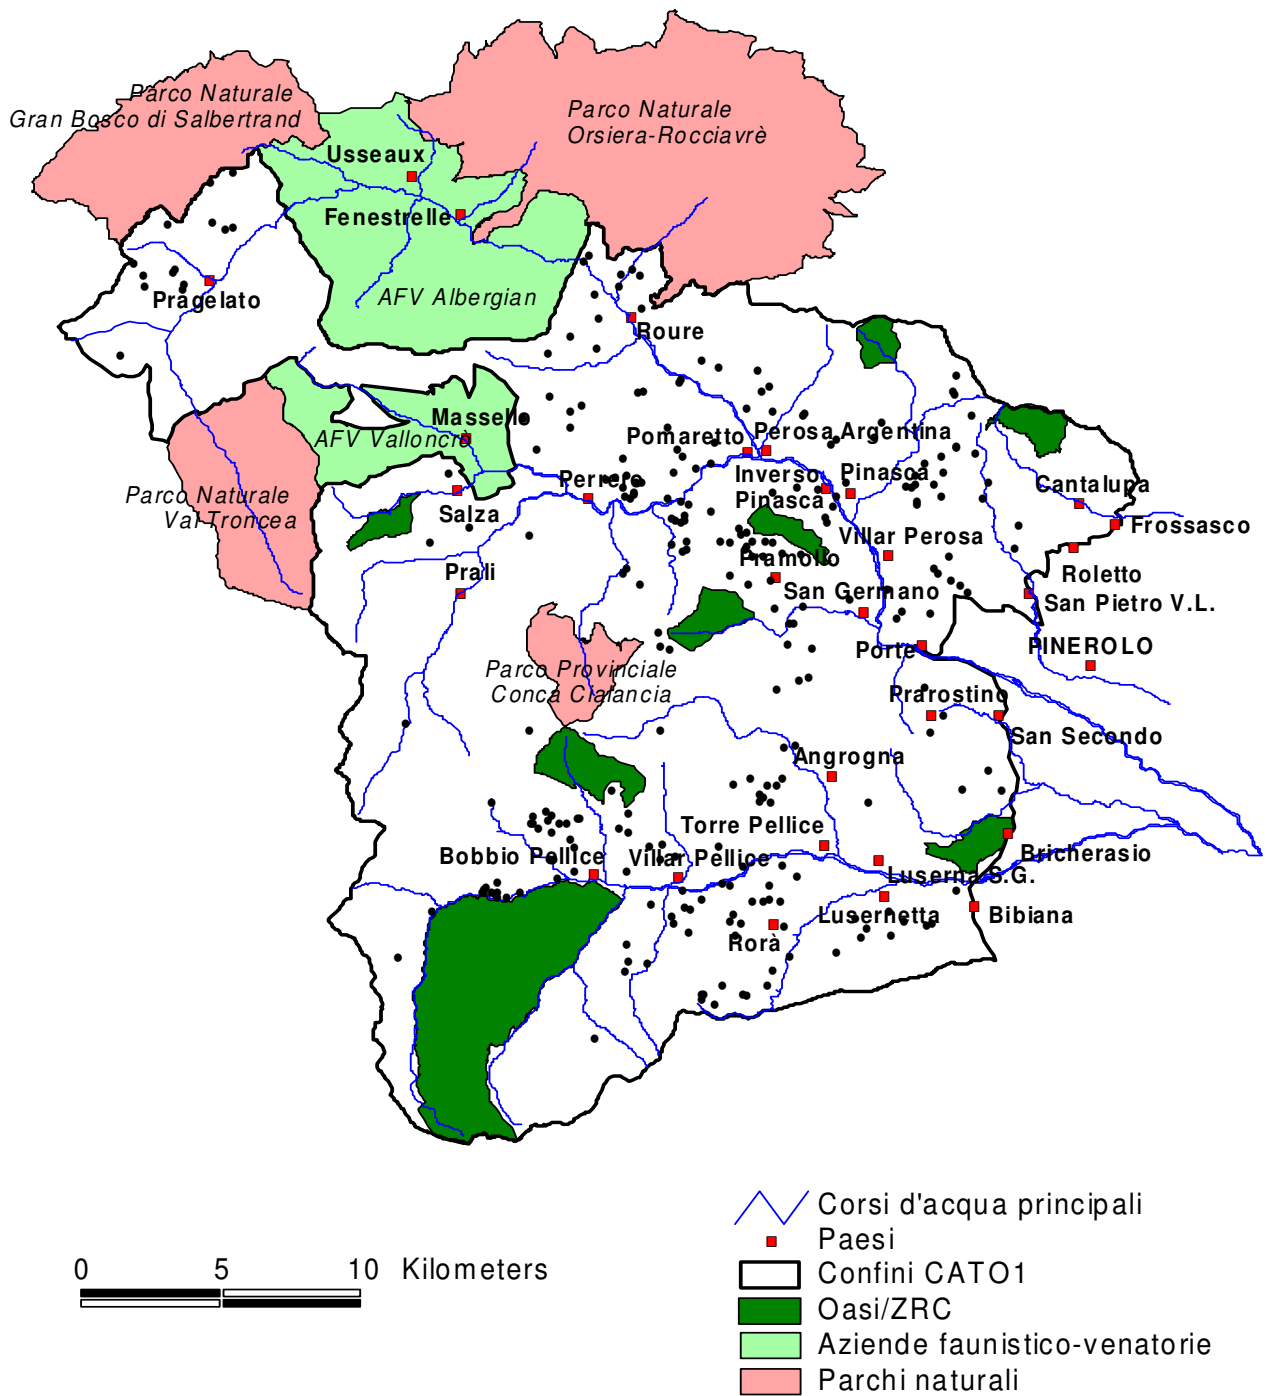 Parco Naturale
Gran Bosco di Salbertrand
Parco Naturale
Orsiera-Rocciavrè
Usseaux
Fenestrelle
AFV Albergian
Pragelato
Roure
Massello
AFV Valloncrò
Pomaretto
Perosa Argentina
Perrero
Inverso
Pinasca
Pinasca
Cantalupa
Parco Naturale
Val Troncea
Salza
Frossasco
Villar Perosa
Pramollo
Prali
Roletto
San Germano
San Pietro V.L.
Porte
PINEROLO
Parco Provinciale
Conca Cialancia
Prarostino
San Secondo
Angrogna
Torre Pellice
Bobbio Pellice
Villar Pellice
Bricherasio
Luserna S.G.
Lusernetta
Bibiana
Rorà
Corsi d'acqua principali
Paesi
0 5 10 Kilometers
Confini CATO1
Oasi/ZRC
Aziende faunistico-venatorie
Parchi naturali